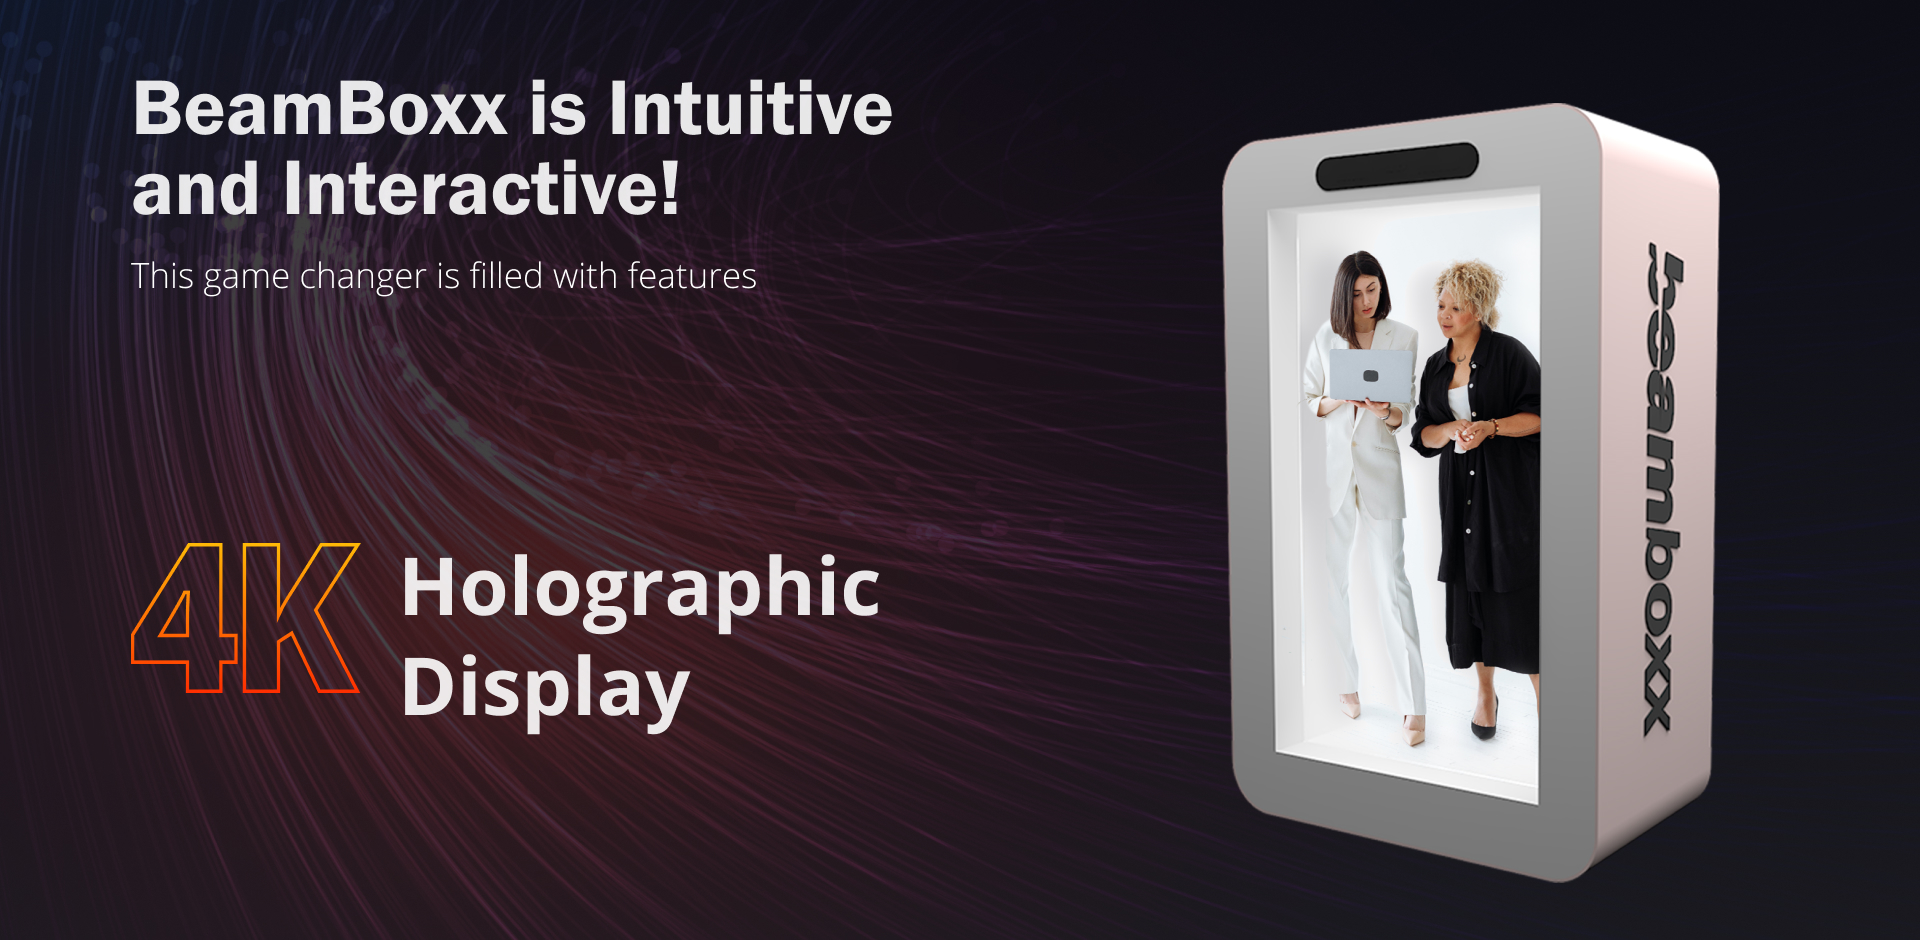 BeamBoxx is Intuitive
and Interactive!
This game changer is filled with features
4K
Holographic
Display
beamboxx